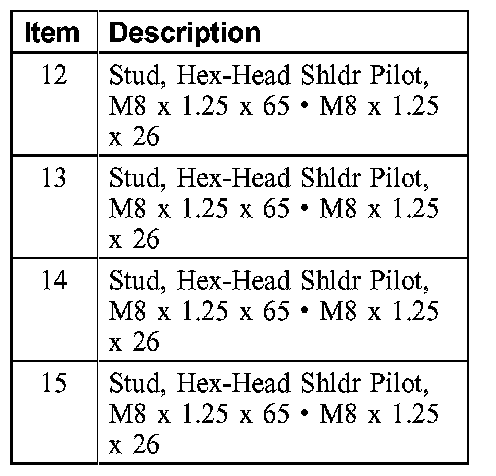 Item Description
12 Stud, Hex-Head Shldr Pilot,
M8 x 1.25 x 65 • M8 x 1.25
x 26
13 Stud, Hex-Head Shldr Pilot,
M8 x 1.25 x 65 • M8 x 1.25
x 26
14 Stud, Hex-Head Shldr Pilot,
M8 x 1.25 x 65 • M8 x 1.25
x 26
15 Stud, Hex-Head Shldr Pilot,
M8 x 1.25 x 65 • M8 x 1.25
x 26